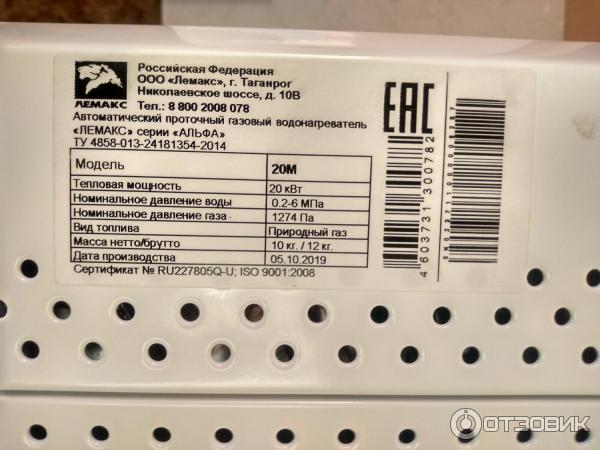 ЛЕМАКС
Российская Федерация
ООО «Лемакс», г. Таганрог
Николаевское шоссе, д. 10В
Тел.: 8 800 2008 078
Автоматический проточный газовый водонагреватель
«ЛЕМАКС» серии «АЛЬФА»
ТУ 4858-013-24181354-2014
Модель 20М
Тепловая мощность 20 кВт
Номинальное давление воды 0.2-6 МПа
Номинальное давление газа 1274 Па
Вид топлива Природный газ
Масса нетто/брутто 10 кг. / 12 кг.
Дата производства 05.10.2019
Сертификат № RU227805Q-U; ISO 9001:2008
EAC
4 603731 300782
ОТЗОВИК